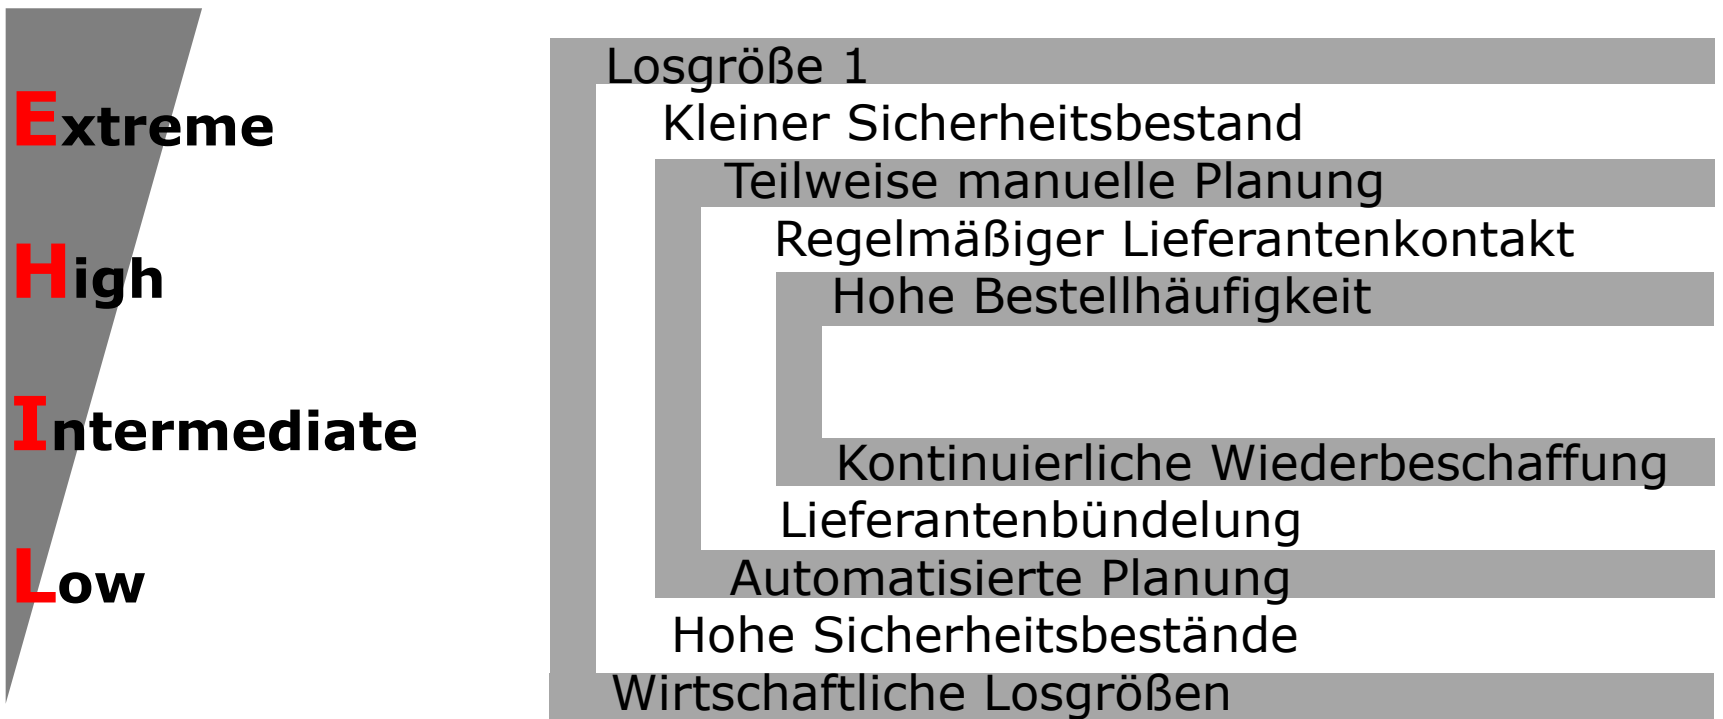 Extreme
High
Intermediate
Low
Losgröße 1
Kleiner Sicherheitsbestand
Teilweise manuelle Planung
Regelmäßiger Lieferantenkontakt
Hohe Bestellhäufigkeit
Kontinuierliche Wiederbeschaffung
Lieferantenbündelung
Automatisierte Planung
Hohe Sicherheitsbestände
Wirtschaftliche Losgrößen